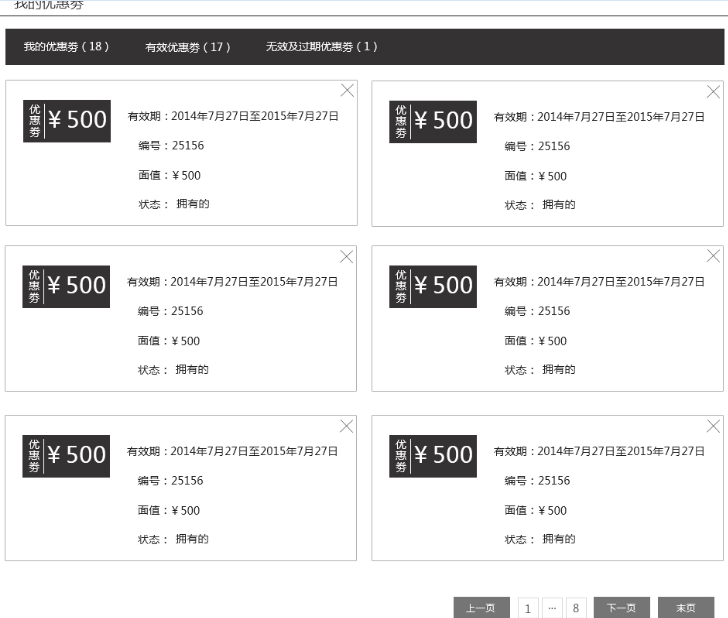 我的优惠劵
我的优惠劵（18） 有效优惠劵（17） 无效及过期优惠劵（1）
优惠劵 ¥500 有效期：2014年7月27日至2015年7月27日
编号：25156
面值：¥500
状态： 拥有的
优惠劵 ¥500 有效期：2014年7月27日至2015年7月27日
编号：25156
面值：¥500
状态： 拥有的
优惠劵 ¥500 有效期：2014年7月27日至2015年7月27日
编号：25156
面值：¥500
状态： 拥有的
优惠劵 ¥500 有效期：2014年7月27日至2015年7月27日
编号：25156
面值：¥500
状态： 拥有的
优惠劵 ¥500 有效期：2014年7月27日至2015年7月27日
编号：25156
面值：¥500
状态： 拥有的
优惠劵 ¥500 有效期：2014年7月27日至2015年7月27日
编号：25156
面值：¥500
状态： 拥有的
上一页 1 ... 8 下一页 末页